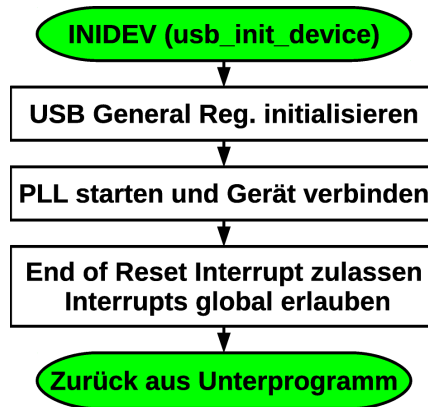 INIDEV (usb_init_device)
USB General Reg. initialisieren
PLL starten und Gerät verbinden
End of Reset Interrupt zulassen
Interrupts global erlauben
Zurück aus Unterprogramm